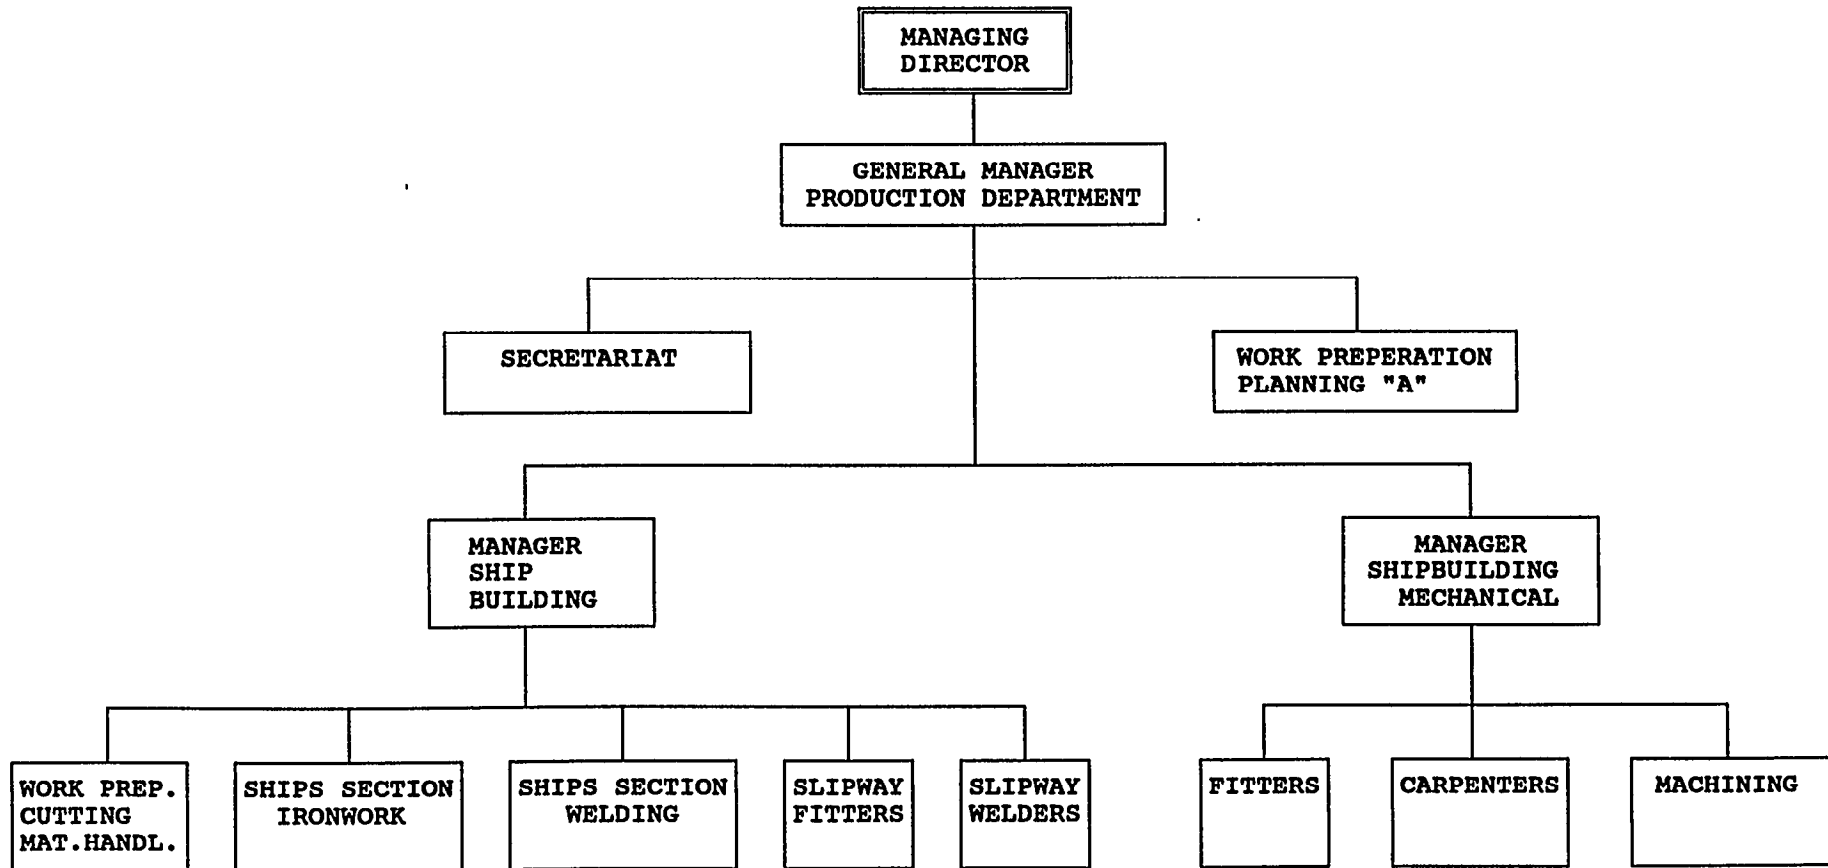 MANAGING
DIRECTOR
GENERAL MANAGER
PRODUCTION DEPARTMENT
SECRETARIAT
WORK PREPERATION
PLANNING "A"
MANAGER
SHIP
BUILDING
MANAGER
SHIPBUILDING
MECHANICAL
WORK PREP.
CUTTING
MAT.HANDL.
SHIPS SECTION
IRONWORK
SHIPS SECTION
WELDING
SLIPWAY
FITTERS
SLIPWAY
WELDERS
FITTERS
CARPENTERS
MACHINING